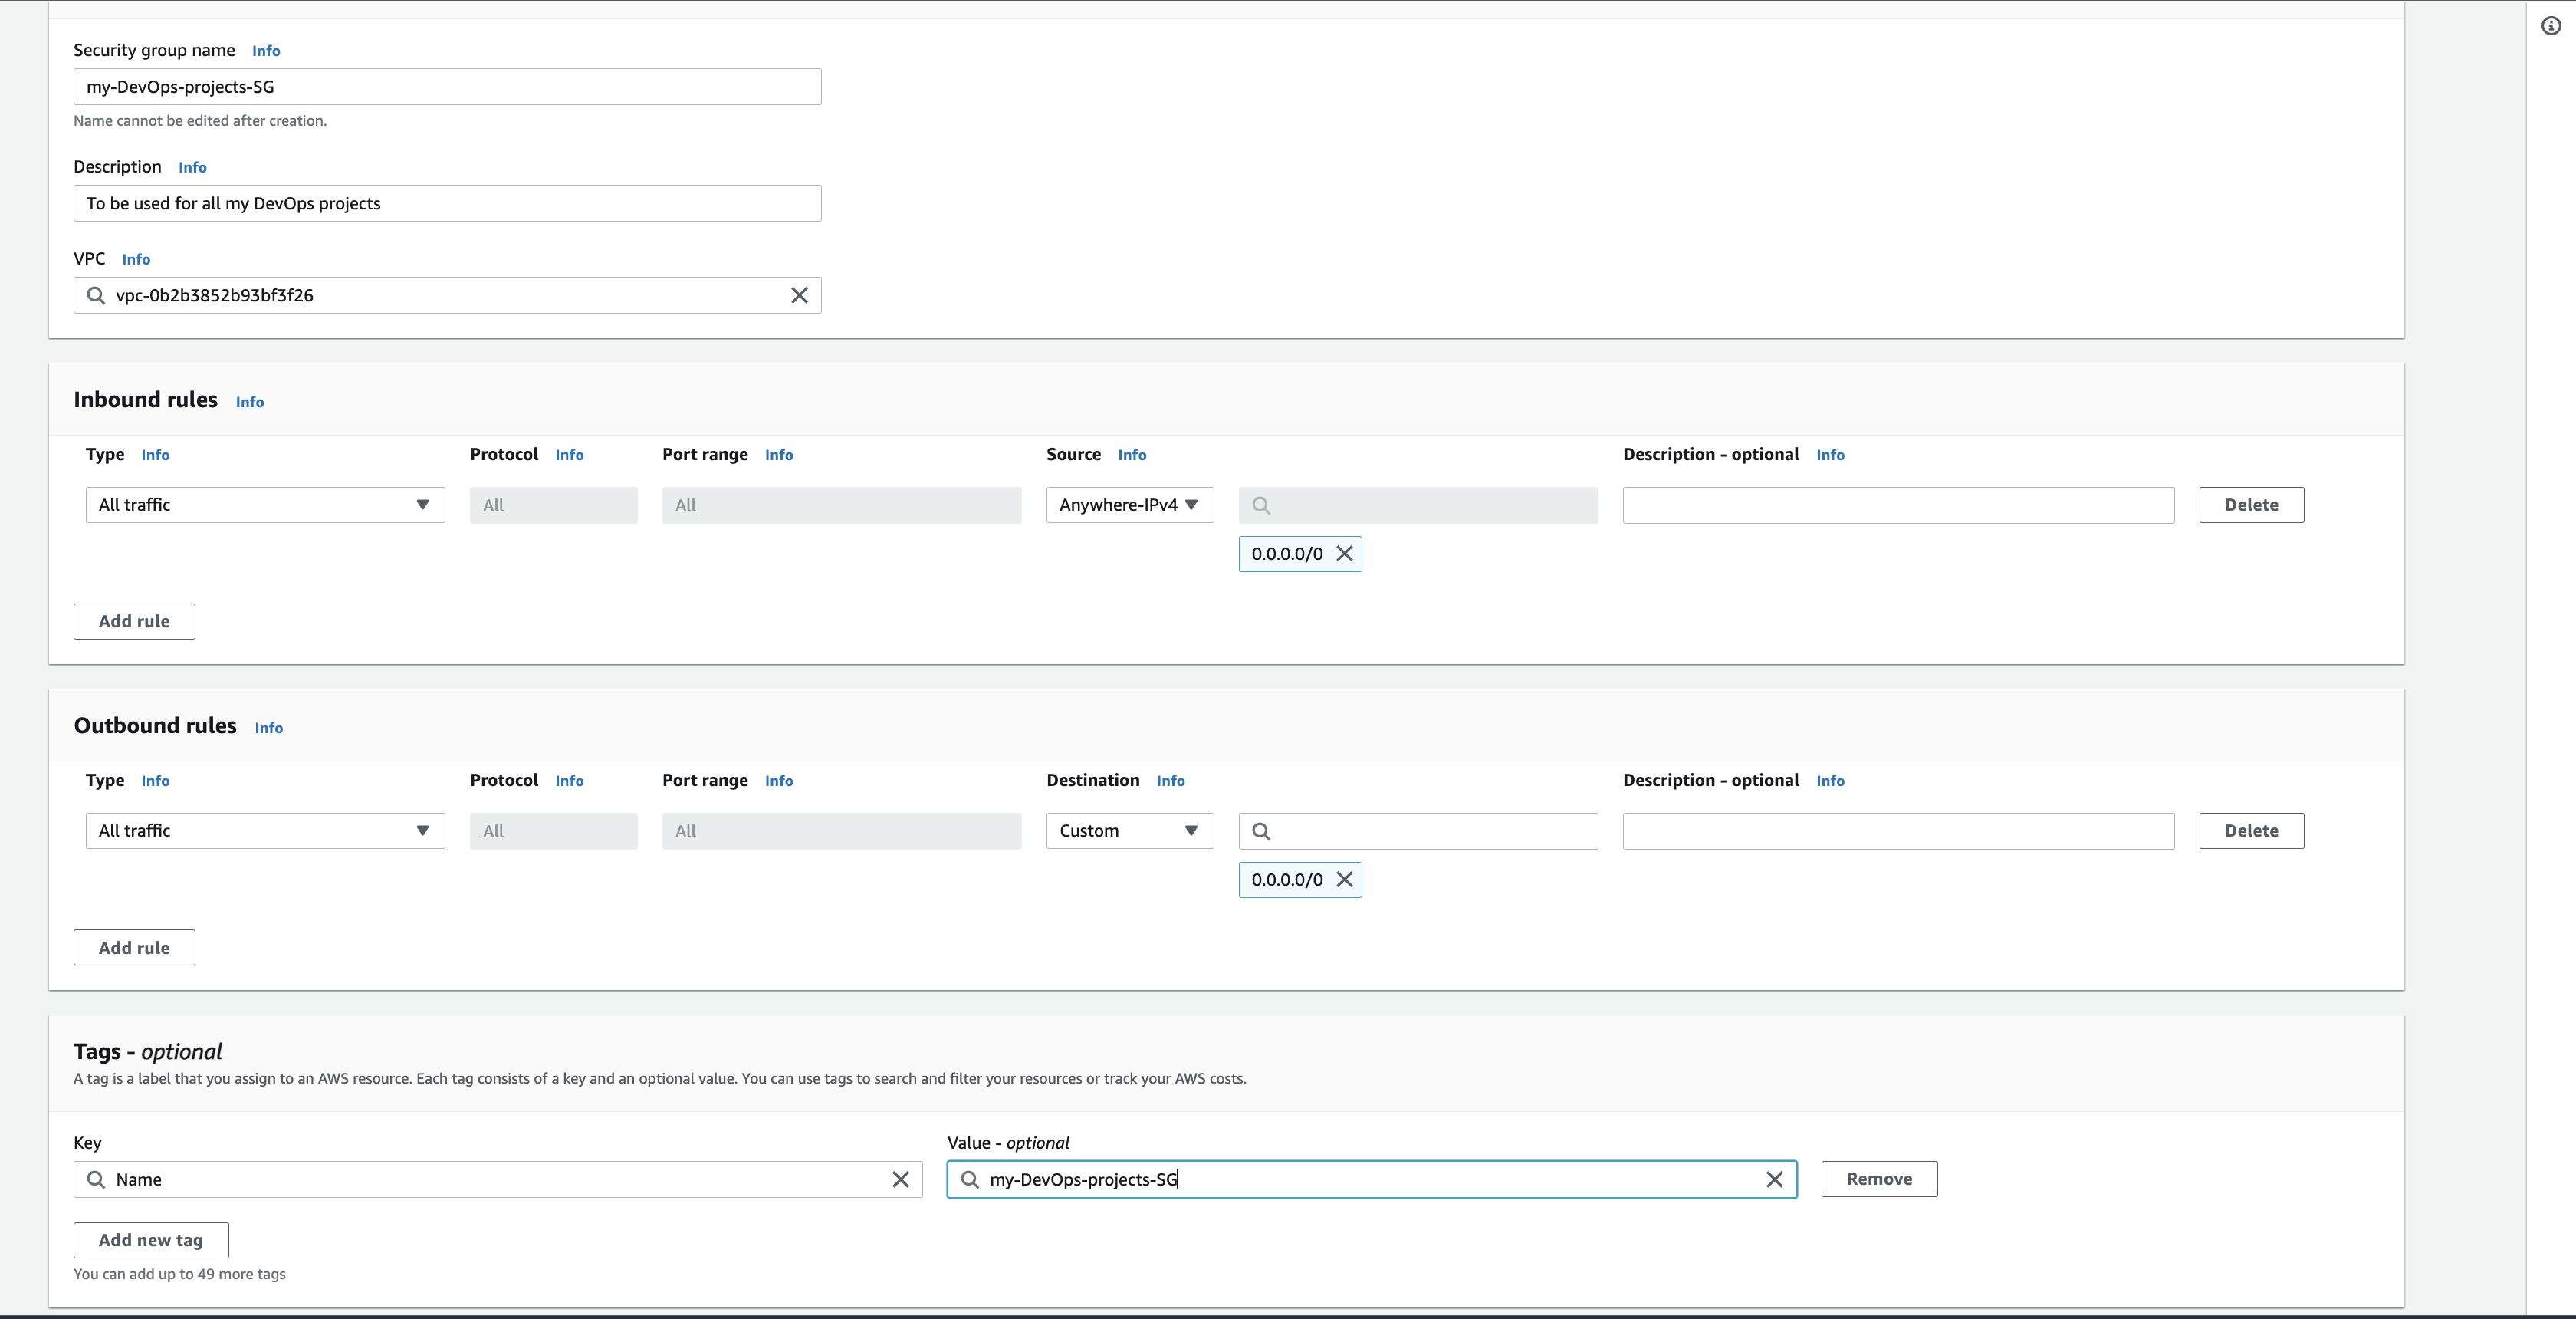 Security group name Info
my-DevOps-projects-SG
Name cannot be edited after creation.
Description Info
To be used for all my DevOps projects
VPC Info
vpc-0b2b3852b93bf3f26
Inbound rules Info
Type Info Protocol Info Port range Info Source Info Description - optional Info
All traffic All All Anywhere-IPv4 Delete
0.0.0.0/0
Add rule
Outbound rules Info
Type Info Protocol Info Port range Info Destination Info Description - optional Info
All traffic All All Custom Delete
0.0.0.0/0
Add rule
Tags - optional
A tag is a label that you assign to an AWS resource. Each tag consists of a key and an optional value. You can use tags to search and filter your resources or track your AWS costs.
Key Value - optional
Name my-DevOps-projects-SG Remove
Add new tag
You can add up to 49 more tags